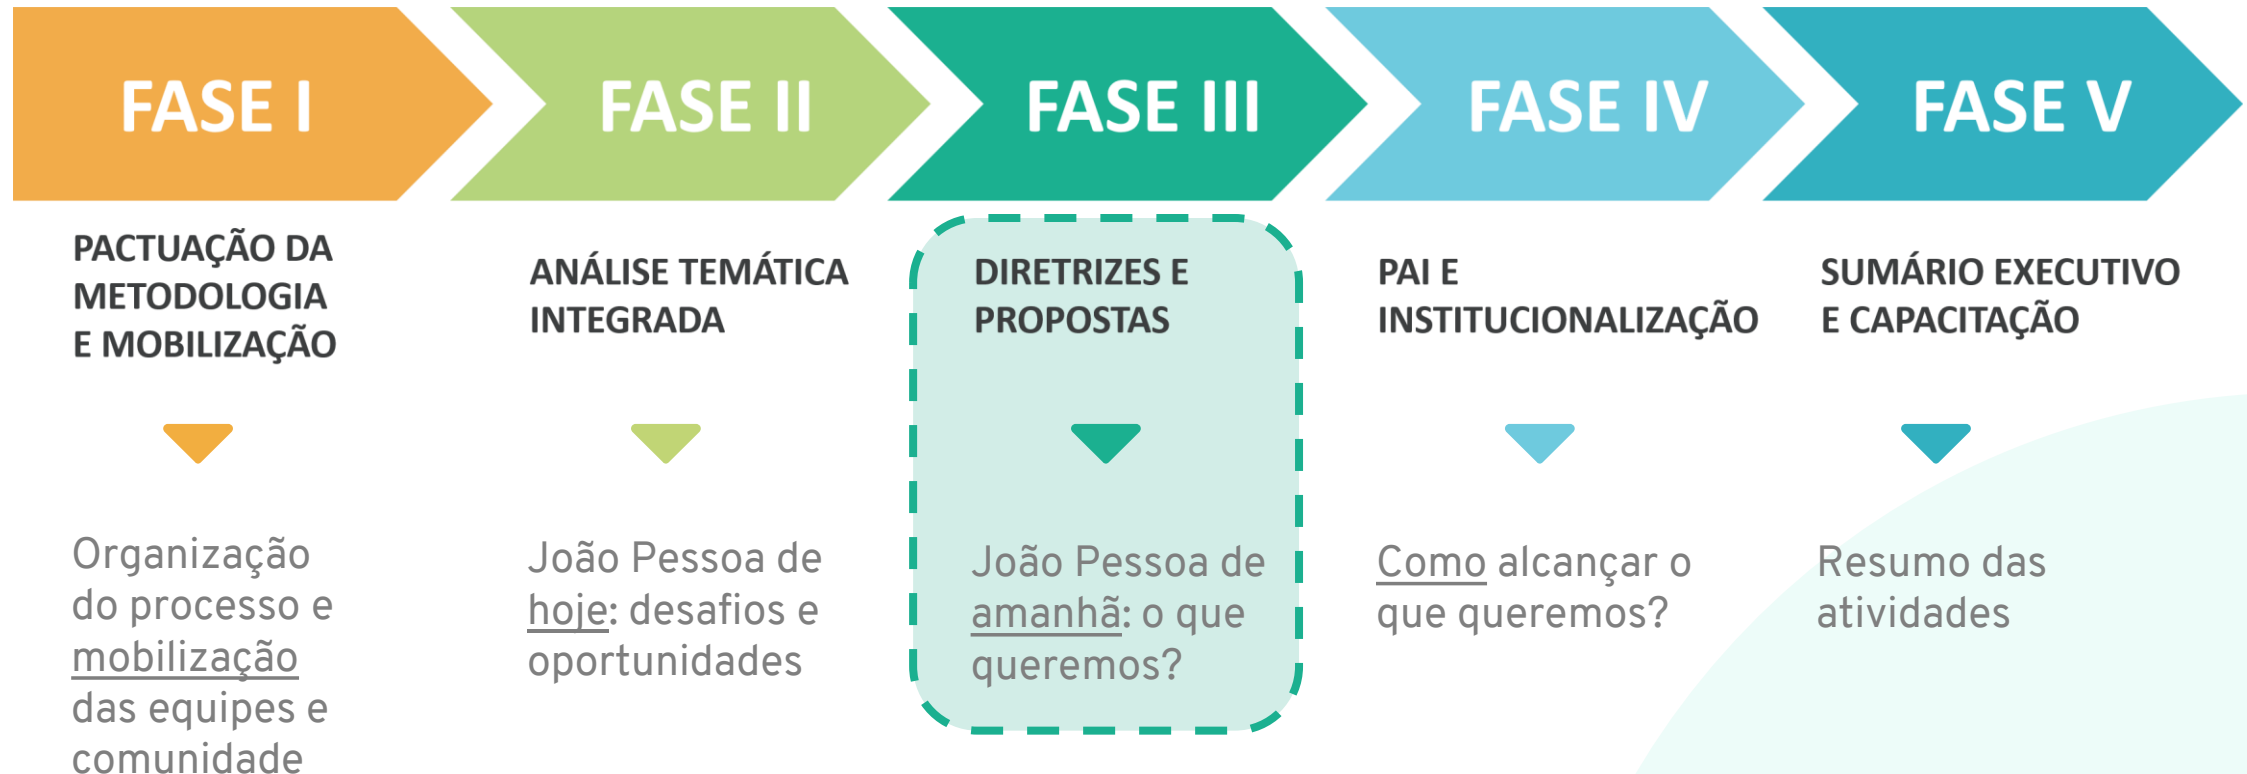 FASE I
FASE II
FASE III
FASE IV
FASE V
PACTUAÇÃO DA
METODOLOGIA
E MOBILIZAÇÃO
ANÁLISE TEMÁTICA
INTEGRADA
DIRETRIZES E
PROPOSTAS
PAI E
INSTITUCIONALIZAÇÃO
SUMÁRIO EXECUTIVO
E CAPACITAÇÃO
Organização
do processo e
mobilização
das equipes e
comunidade
João Pessoa de
hoje: desafios e
oportunidades
João Pessoa de
amanhã: o que
queremos?
Como alcançar o
que queremos?
Resumo das
atividades